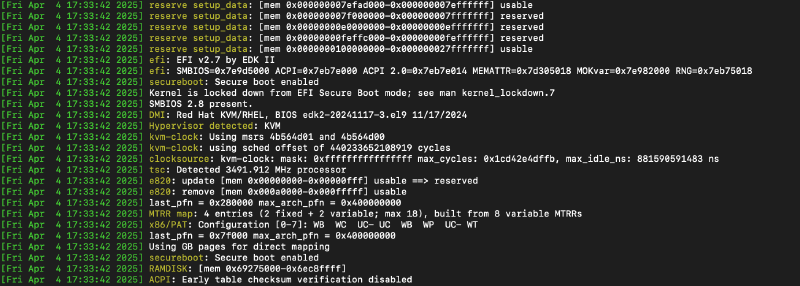 [Fri Apr  4 17:33:42 2025] reserve setup_data: [mem 0x000000007efad000-0x000000007efffffff] usable
[Fri Apr  4 17:33:42 2025] reserve setup_data: [mem 0x000000007f000000-0x000000007fffffff] reserved
[Fri Apr  4 17:33:42 2025] reserve setup_data: [mem 0x00000000e0000000-0x00000000efffffff] reserved
[Fri Apr  4 17:33:42 2025] reserve setup_data: [mem 0x00000000feffc000-0x00000000feffffff] reserved
[Fri Apr  4 17:33:42 2025] reserve setup_data: [mem 0x0000000100000000-0x000000027fffffff] usable
[Fri Apr  4 17:33:42 2025] efi: EFI v2.7 by EDK II
[Fri Apr  4 17:33:42 2025] efi: SMBIOS=0x7e9d5000 ACPI=0x7eb7e000 ACPI 2.0=0x7eb7e014 MEMATTR=0x7d305018 MOKvar=0x7e982000 RNG=0x7eb75018
[Fri Apr  4 17:33:42 2025] secureboot: Secure boot enabled
[Fri Apr  4 17:33:42 2025] Kernel is locked down from EFI Secure Boot mode; see man kernel_lockdown.7
[Fri Apr  4 17:33:42 2025] SMBIOS 2.8 present.
[Fri Apr  4 17:33:42 2025] DMI: Red Hat KVM/RHEL, BIOS edk2-20241117-3.el9 11/17/2024
[Fri Apr  4 17:33:42 2025] Hypervisor detected: KVM
[Fri Apr  4 17:33:42 2025] kvm-clock: Using msrs 4b564d01 and 4b564d00
[Fri Apr  4 17:33:42 2025] kvm-clock: using sched offset of 440233652108919 cycles
[Fri Apr  4 17:33:42 2025] clocksource: kvm-clock: mask: 0xffffffffffffffff max_cycles: 0x1cd42e4dffb, max_idle_ns: 881590591483 ns
[Fri Apr  4 17:33:42 2025] tsc: Detected 3491.912 MHz processor
[Fri Apr  4 17:33:42 2025] e820: update [mem 0x00000000-0x00000fff] usable ==> reserved
[Fri Apr  4 17:33:42 2025] e820: remove [mem 0x000a0000-0x000fffff] usable
[Fri Apr  4 17:33:42 2025] last_pfn = 0x280000 max_arch_pfn = 0x400000000
[Fri Apr  4 17:33:42 2025] MTRR map: 4 entries (2 fixed + 2 variable; max 18), built from 8 variable MTRRs
[Fri Apr  4 17:33:42 2025] x86/PAT: Configuration [0-7]: WB  WC  UC- UC  WB  WP  UC- WT
[Fri Apr  4 17:33:42 2025] last_pfn = 0x7f000 max_arch_pfn = 0x400000000
[Fri Apr  4 17:33:42 2025] Using GB pages for direct mapping
[Fri Apr  4 17:33:42 2025] secureboot: Secure boot enabled
[Fri Apr  4 17:33:42 2025] RAMDISK: [mem 0x69275000-0x6ec8ffff]
[Fri Apr  4 17:33:42 2025] ACPI: Early table checksum verification disabled